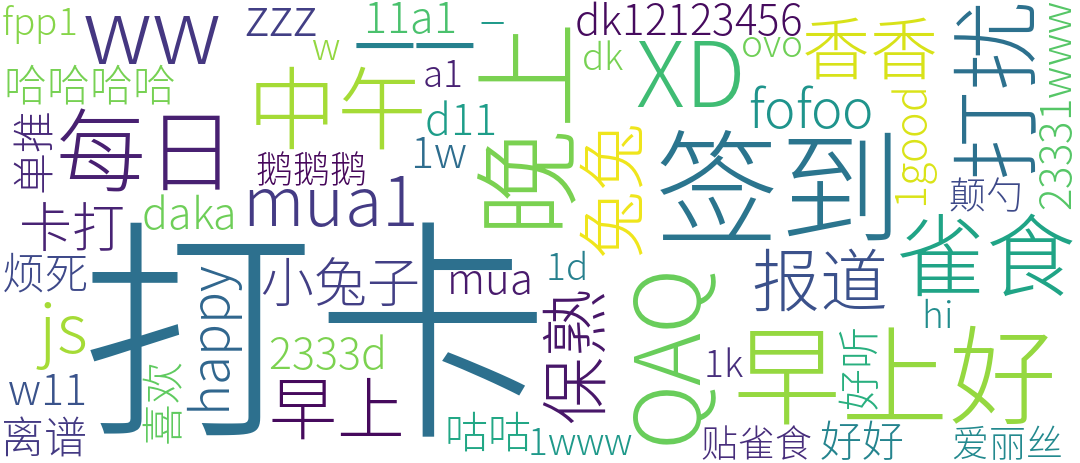 fpp1
ww
zzz
w
11a1
一一
一
dk12123456
dk
ovo
香香
打扰
23331www
哈哈哈哈
中午
a1
晚上
XD
d11
fofoo
1good
单推
每日
鹅鹅鹅
1w
兔兔
签到
颠勺
卡打
daka
mua1
雀食
烦死
打卡
小兔子
mua
1d
保熟
QAQ
报道
hi
js
happy
2333d
早上
1k
早上好
好听
w11
喜欢
离谱
咕咕
1www
贴雀食
好好
爱丽丝